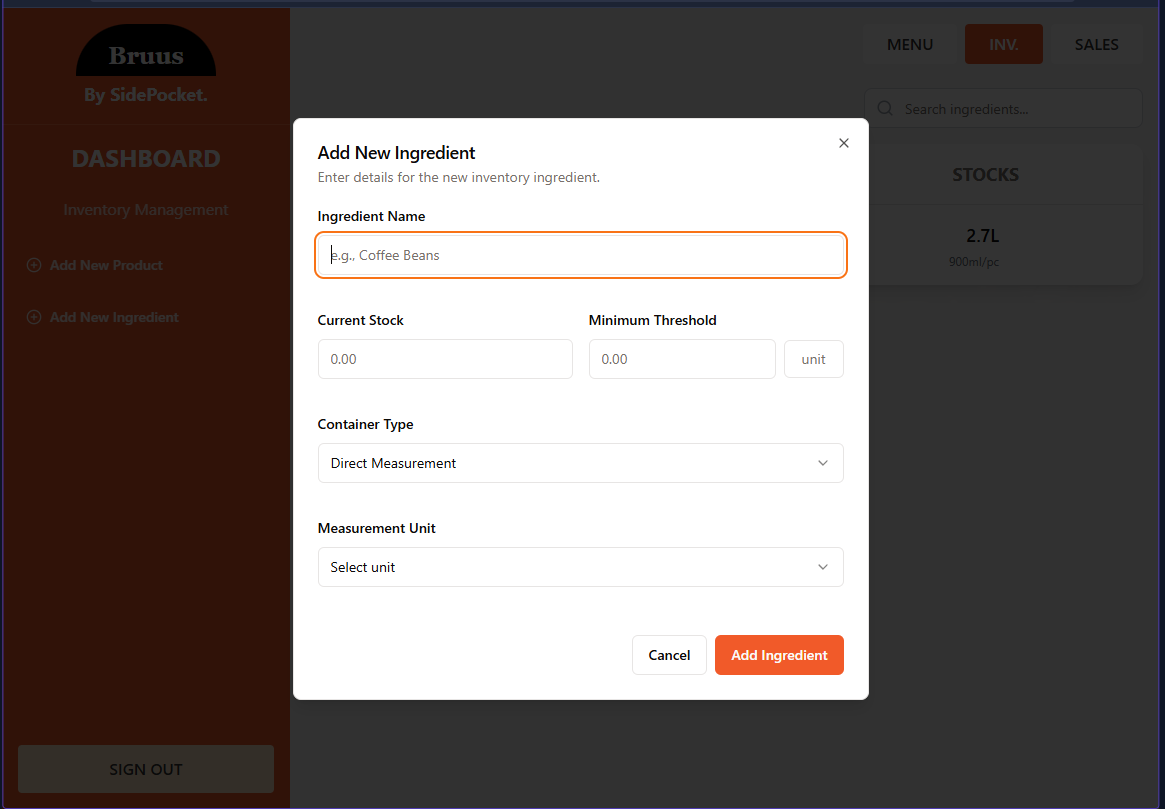 Bruus
By SidePocket.
DASHBOARD
Inventory Management
Add New Product
Add New Ingredient
SIGN OUT
MENU
INV.
SALES
Search ingredients...
STOCKS
2.7L
900ml/pc
Add New Ingredient
Enter details for the new inventory ingredient.
Ingredient Name
e.g., Coffee Beans
Current Stock
Minimum Threshold
0.00
0.00
unit
Container Type
Direct Measurement
Measurement Unit
Select unit
Cancel
Add Ingredient